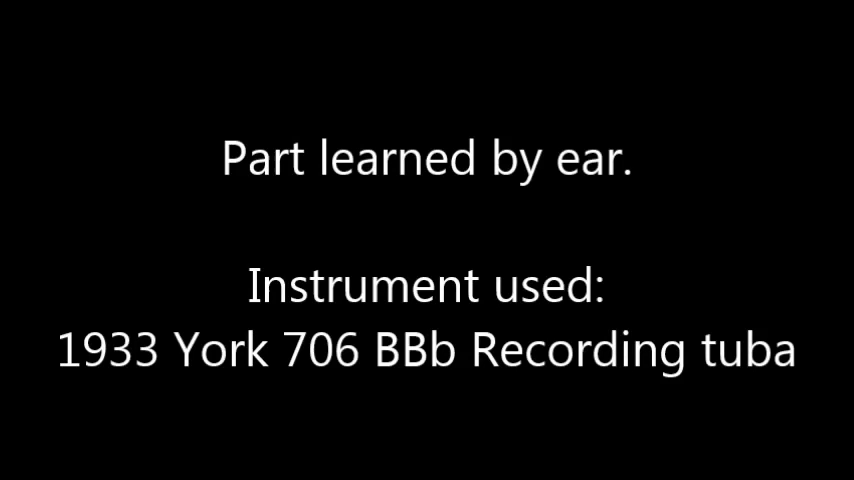 Part learned by ear.
Instrument used:
1933 York 706 BBb Recording tuba